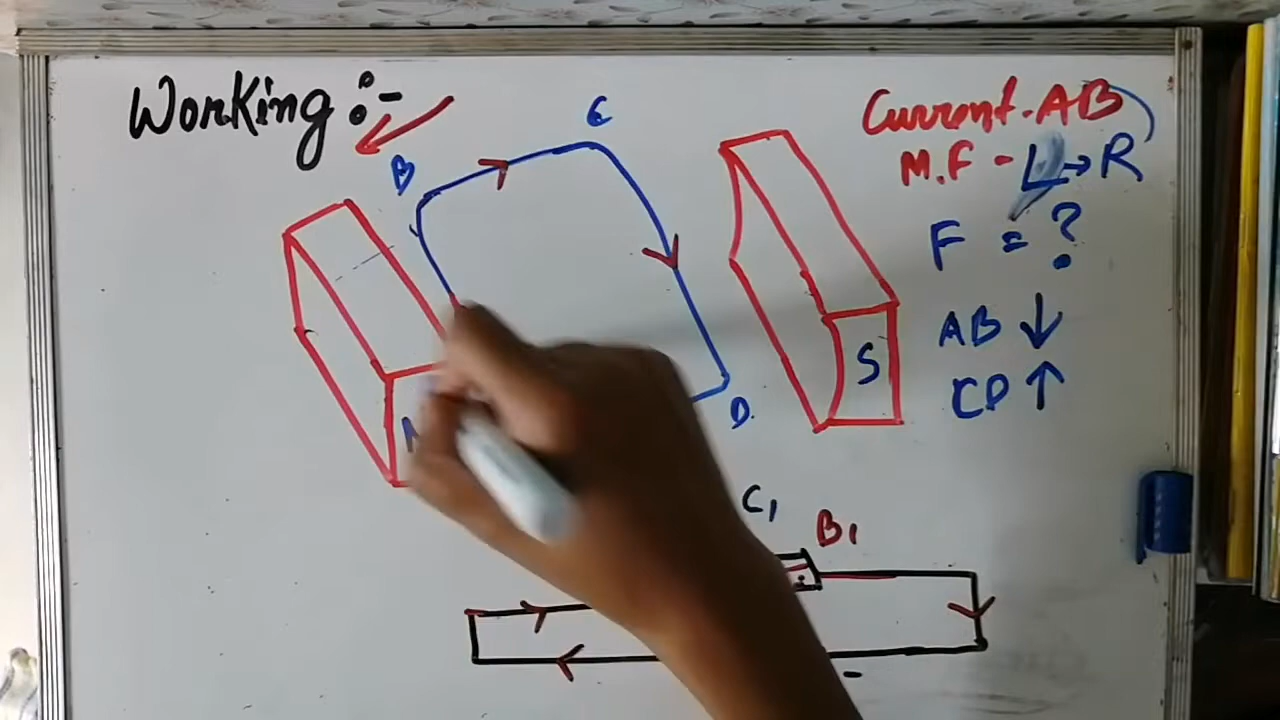 Working :-
Current - AB
M.F - L → R
F = ?
AB ↓
CD ↑
B
C
D
S
C1
B1
-